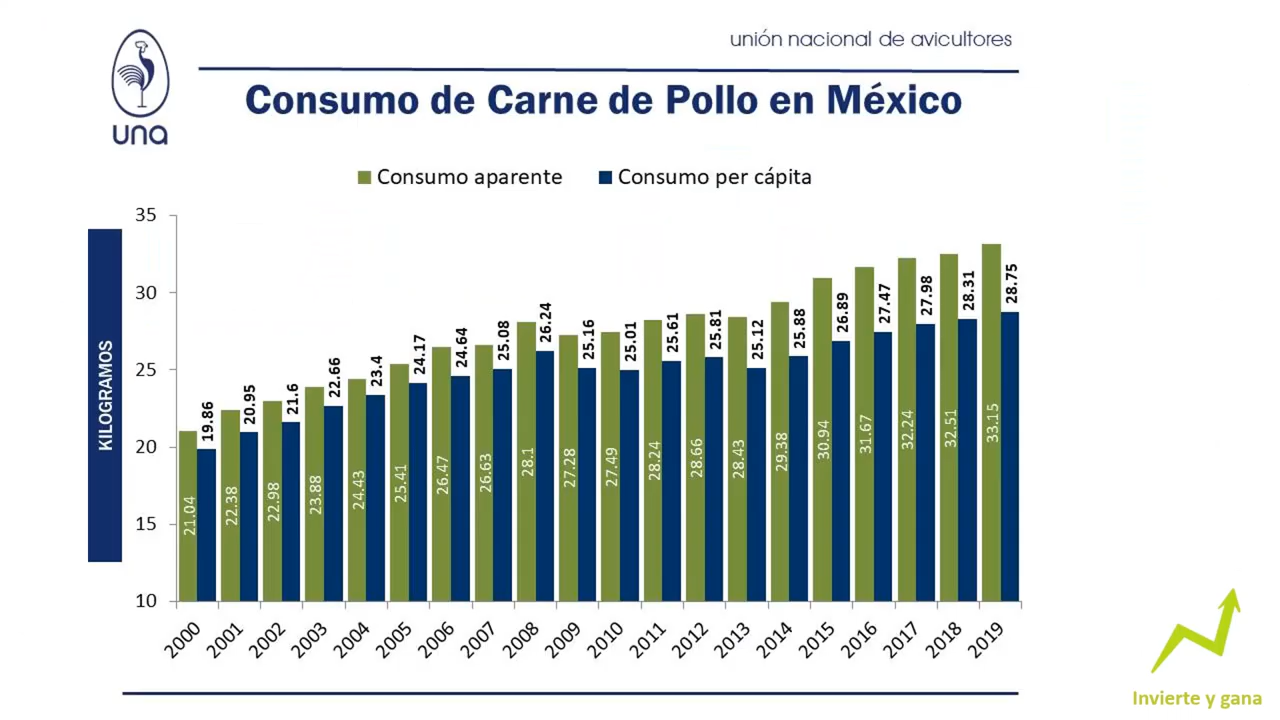 unión nacional de avicultores
una
Consumo de Carne de Pollo en México
Consumo aparente Consumo per cápita
KILOGRAMOS
35
30
25
20
15
10
21.04 22.38 22.98 23.88 24.43 25.41 26.47 26.63 28.1 27.28 27.49 28.24 28.66 28.43 29.38 30.94 31.67 32.24 32.51 33.15
19.86 20.95 21.6 22.66 23.4 24.17 24.64 25.08 26.24 25.16 25.01 25.61 25.81 25.12 25.88 26.89 27.47 27.98 28.31 28.75
2000 2001 2002 2003 2004 2005 2006 2007 2008 2009 2010 2011 2012 2013 2014 2015 2016 2017 2018 2019
Invierte y gana